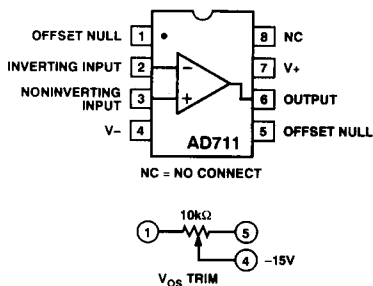 OFFSET NULL 1 8 NC
INVERTING INPUT 2 7 V+
NONINVERTING
INPUT 3 6 OUTPUT
V− 4 5 OFFSET NULL
− +
AD711
NC = NO CONNECT
10kΩ
1 5
4 −15V
VOS TRIM